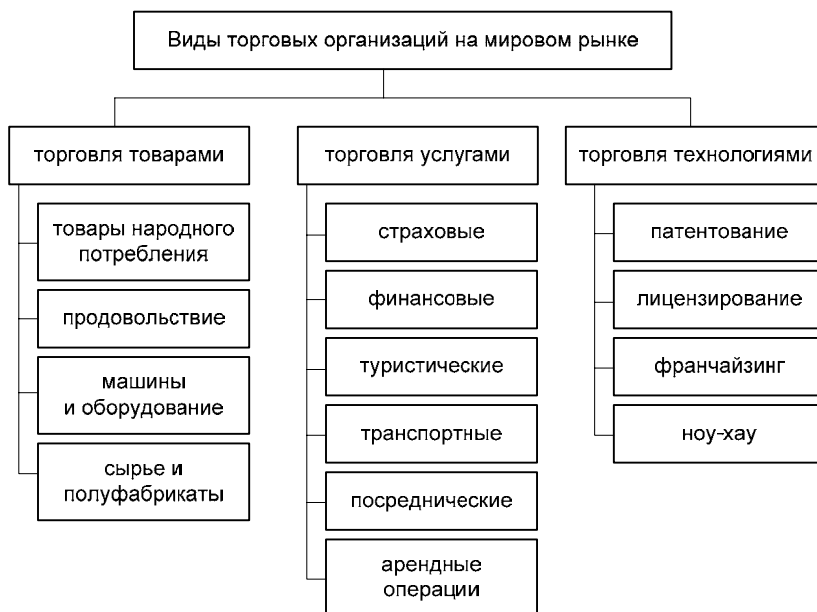 Виды торговых организаций на мировом рынке
торговля товарами
товары народного
потребления
продовольствие
машины
и оборудование
сырье и
полуфабрикаты
торговля услугами
страховые
финансовые
туристические
транспортные
посреднические
арендные
операции
торговля технологиями
патентование
лицензирование
франчайзинг
ноу-хау